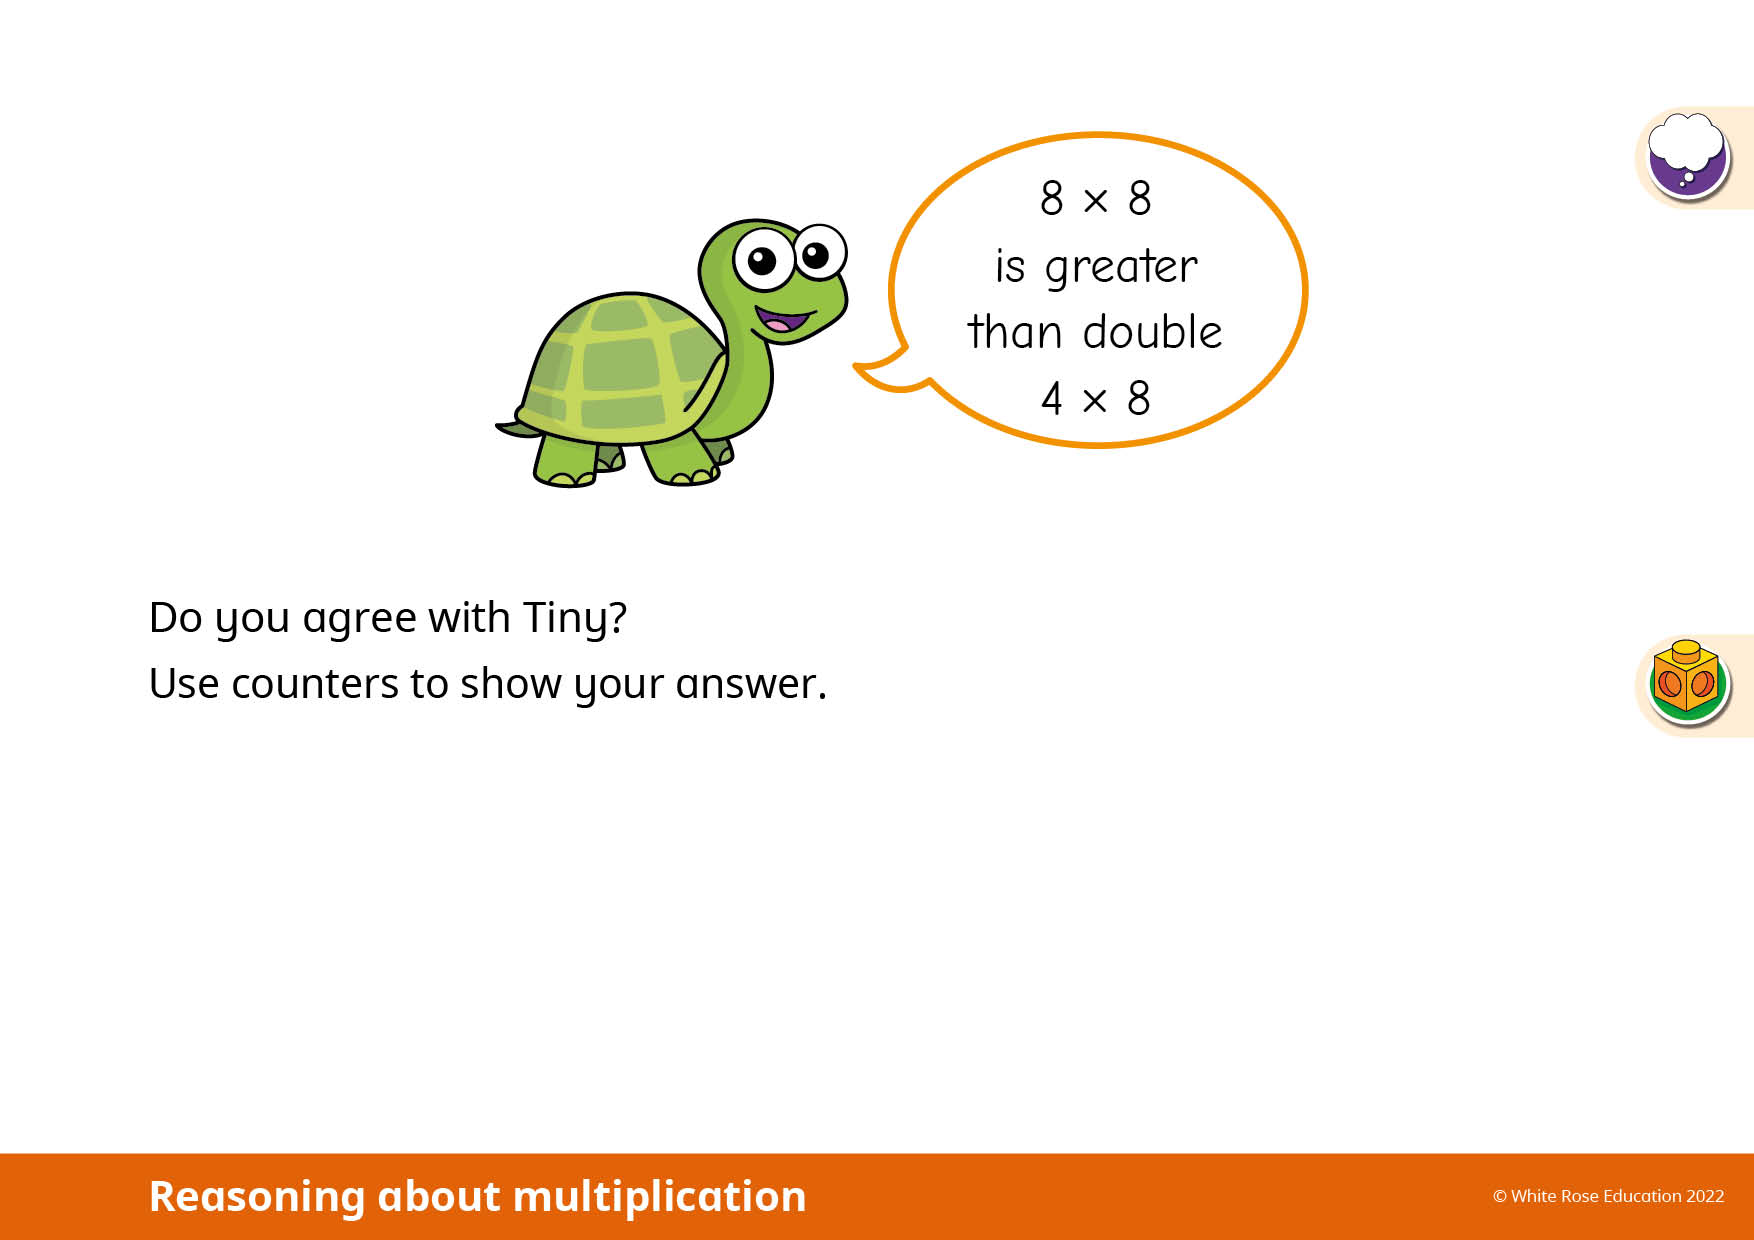 8 × 8
is greater
than double
4 × 8
Do you agree with Tiny?
Use counters to show your answer.
Reasoning about multiplication
© White Rose Education 2022